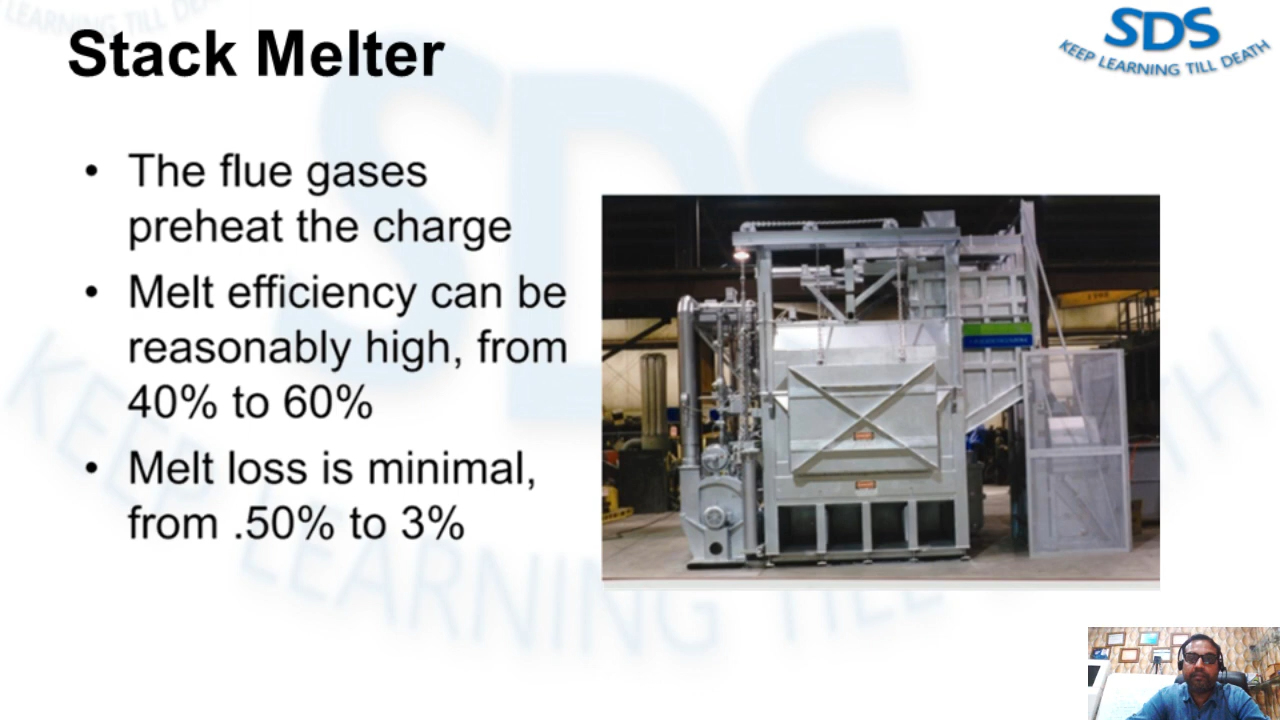 Stack Melter
SDS
KEEP LEARNING TILL DEATH
• The flue gases
preheat the charge
• Melt efficiency can be
reasonably high, from
40% to 60%
• Melt loss is minimal,
from .50% to 3%